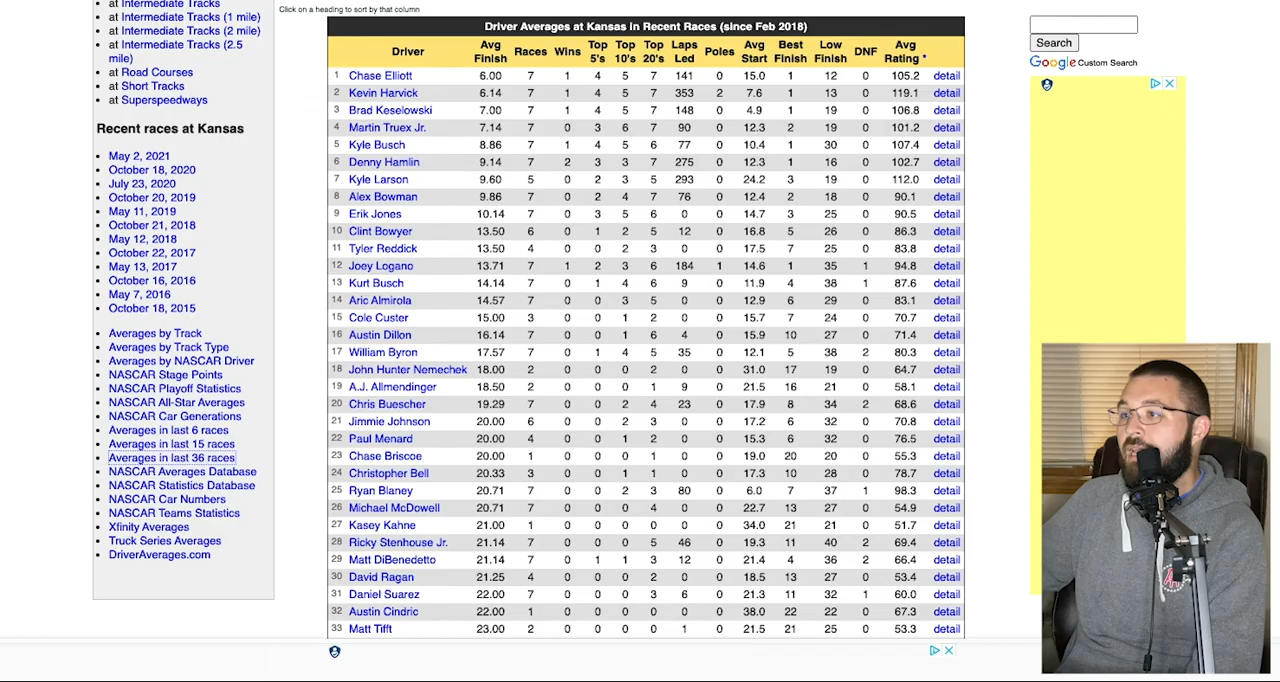 at Intermediate Tracks
at Intermediate Tracks (1 mile)
at Intermediate Tracks (2 mile)
at Intermediate Tracks (2.5
mile)
at Road Courses
at Short Tracks
at Superspeedways
Recent races at Kansas
May 2, 2021
October 18, 2020
July 23, 2020
October 20, 2019
May 11, 2019
October 21, 2018
May 12, 2018
October 22, 2017
May 13, 2017
October 16, 2016
May 7, 2016
October 18, 2015
Averages by Track
Averages by Track Type
Averages by NASCAR Driver
NASCAR Stage Points
NASCAR Playoff Statistics
NASCAR All-Star Averages
NASCAR Car Generations
Averages in last 6 races
Averages in last 15 races
Averages in last 36 races
NASCAR Averages Database
NASCAR Statistics Database
NASCAR Car Numbers
NASCAR Teams Statistics
Xfinity Averages
Truck Series Averages
DriverAverages.com
Click on a heading to sort by that column
Driver Averages at Kansas in Recent Races (since Feb 2018)
Driver Avg Finish Races Wins Top 5's Top 10's Top 20's Laps Led Poles Avg Start Best Finish Low Finish DNF Avg Rating *
1 Chase Elliott 6.00 7 1 4 5 7 141 0 15.0 1 12 0 105.2 detail
2 Kevin Harvick 6.14 7 1 4 5 7 353 2 7.6 1 13 0 119.1 detail
3 Brad Keselowski 7.00 7 1 4 5 7 148 0 4.9 1 19 0 106.8 detail
4 Martin Truex Jr. 7.14 7 0 3 6 7 90 0 12.3 2 19 0 101.2 detail
5 Kyle Busch 8.86 7 1 4 5 6 77 0 10.4 1 30 0 107.4 detail
6 Denny Hamlin 9.14 7 2 3 3 7 275 0 12.3 1 16 0 102.7 detail
7 Kyle Larson 9.60 5 0 2 3 5 293 0 24.2 3 19 0 112.0 detail
8 Alex Bowman 9.86 7 0 2 4 7 76 0 12.4 2 18 0 90.1 detail
9 Erik Jones 10.14 7 0 3 5 6 0 0 14.7 3 25 0 90.5 detail
10 Clint Bowyer 13.50 6 0 1 2 5 12 0 16.8 5 26 0 86.3 detail
11 Tyler Reddick 13.50 4 0 0 2 3 0 0 17.5 7 25 0 83.8 detail
12 Joey Logano 13.71 7 1 2 3 6 184 1 14.6 1 35 1 94.8 detail
13 Kurt Busch 14.14 7 0 1 4 6 9 0 11.9 4 38 1 87.6 detail
14 Aric Almirola 14.57 7 0 0 3 5 0 0 12.9 6 29 0 83.1 detail
15 Cole Custer 15.00 3 0 0 1 2 0 0 15.7 7 24 0 70.7 detail
16 Austin Dillon 16.14 7 0 0 1 6 4 0 15.9 10 27 0 71.4 detail
17 William Byron 17.57 7 0 1 4 5 35 0 12.1 5 38 2 80.3 detail
18 John Hunter Nemechek 18.00 2 0 0 0 2 0 0 31.0 17 19 0 64.7 detail
19 A.J. Allmendinger 18.50 2 0 0 0 1 9 0 21.5 16 21 0 58.1 detail
20 Chris Buescher 19.29 7 0 0 2 4 23 0 17.9 8 34 2 68.6 detail
21 Jimmie Johnson 20.00 6 0 0 2 3 0 0 17.2 6 32 0 70.8 detail
22 Paul Menard 20.00 4 0 0 1 2 0 0 15.3 6 32 0 76.5 detail
23 Chase Briscoe 20.00 1 0 0 0 1 0 0 19.0 20 20 0 55.3 detail
24 Christopher Bell 20.33 3 0 0 1 1 0 0 17.3 10 28 0 78.7 detail
25 Ryan Blaney 20.71 7 0 0 2 3 80 0 6.0 7 37 1 98.3 detail
26 Michael McDowell 20.71 7 0 0 0 4 0 0 22.7 13 27 0 54.9 detail
27 Kasey Kahne 21.00 1 0 0 0 0 0 0 34.0 21 21 0 51.7 detail
28 Ricky Stenhouse Jr. 21.14 7 0 0 0 5 46 0 19.3 11 40 2 69.4 detail
29 Matt DiBenedetto 21.14 7 0 1 1 3 12 0 21.4 4 36 2 66.4 detail
30 David Ragan 21.25 4 0 0 0 2 0 0 18.5 13 27 0 53.4 detail
31 Daniel Suarez 22.00 7 0 0 0 3 6 0 21.3 11 32 1 60.0 detail
32 Austin Cindric 22.00 1 0 0 0 0 0 0 38.0 22 22 0 67.3 detail
33 Matt Tifft 23.00 2 0 0 0 0 1 0 21.5 21 25 0 53.3 detail
Search
Google Custom Search